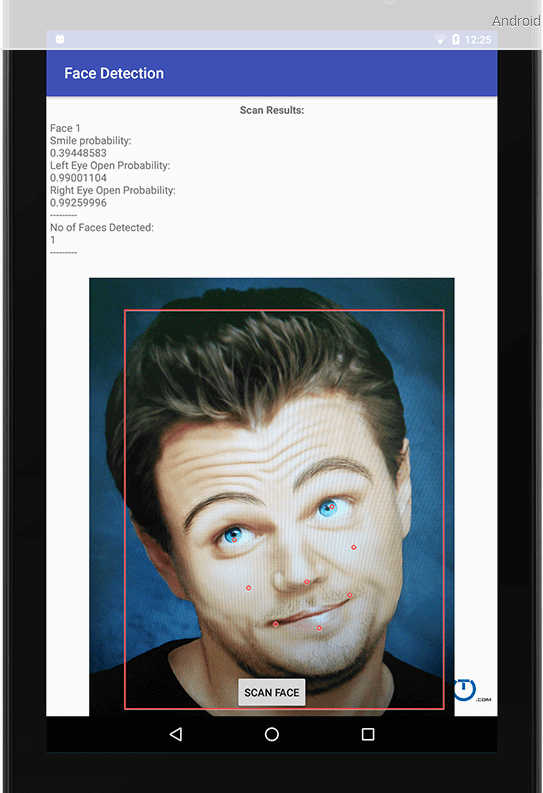 Android
12:25
Face Detection
Scan Results:
Face 1
Smile probability:
0.39448583
Left Eye Open Probability:
0.99001104
Right Eye Open Probability:
0.99259996
---------
No of Faces Detected:
1
---------
SCAN FACE
.COM